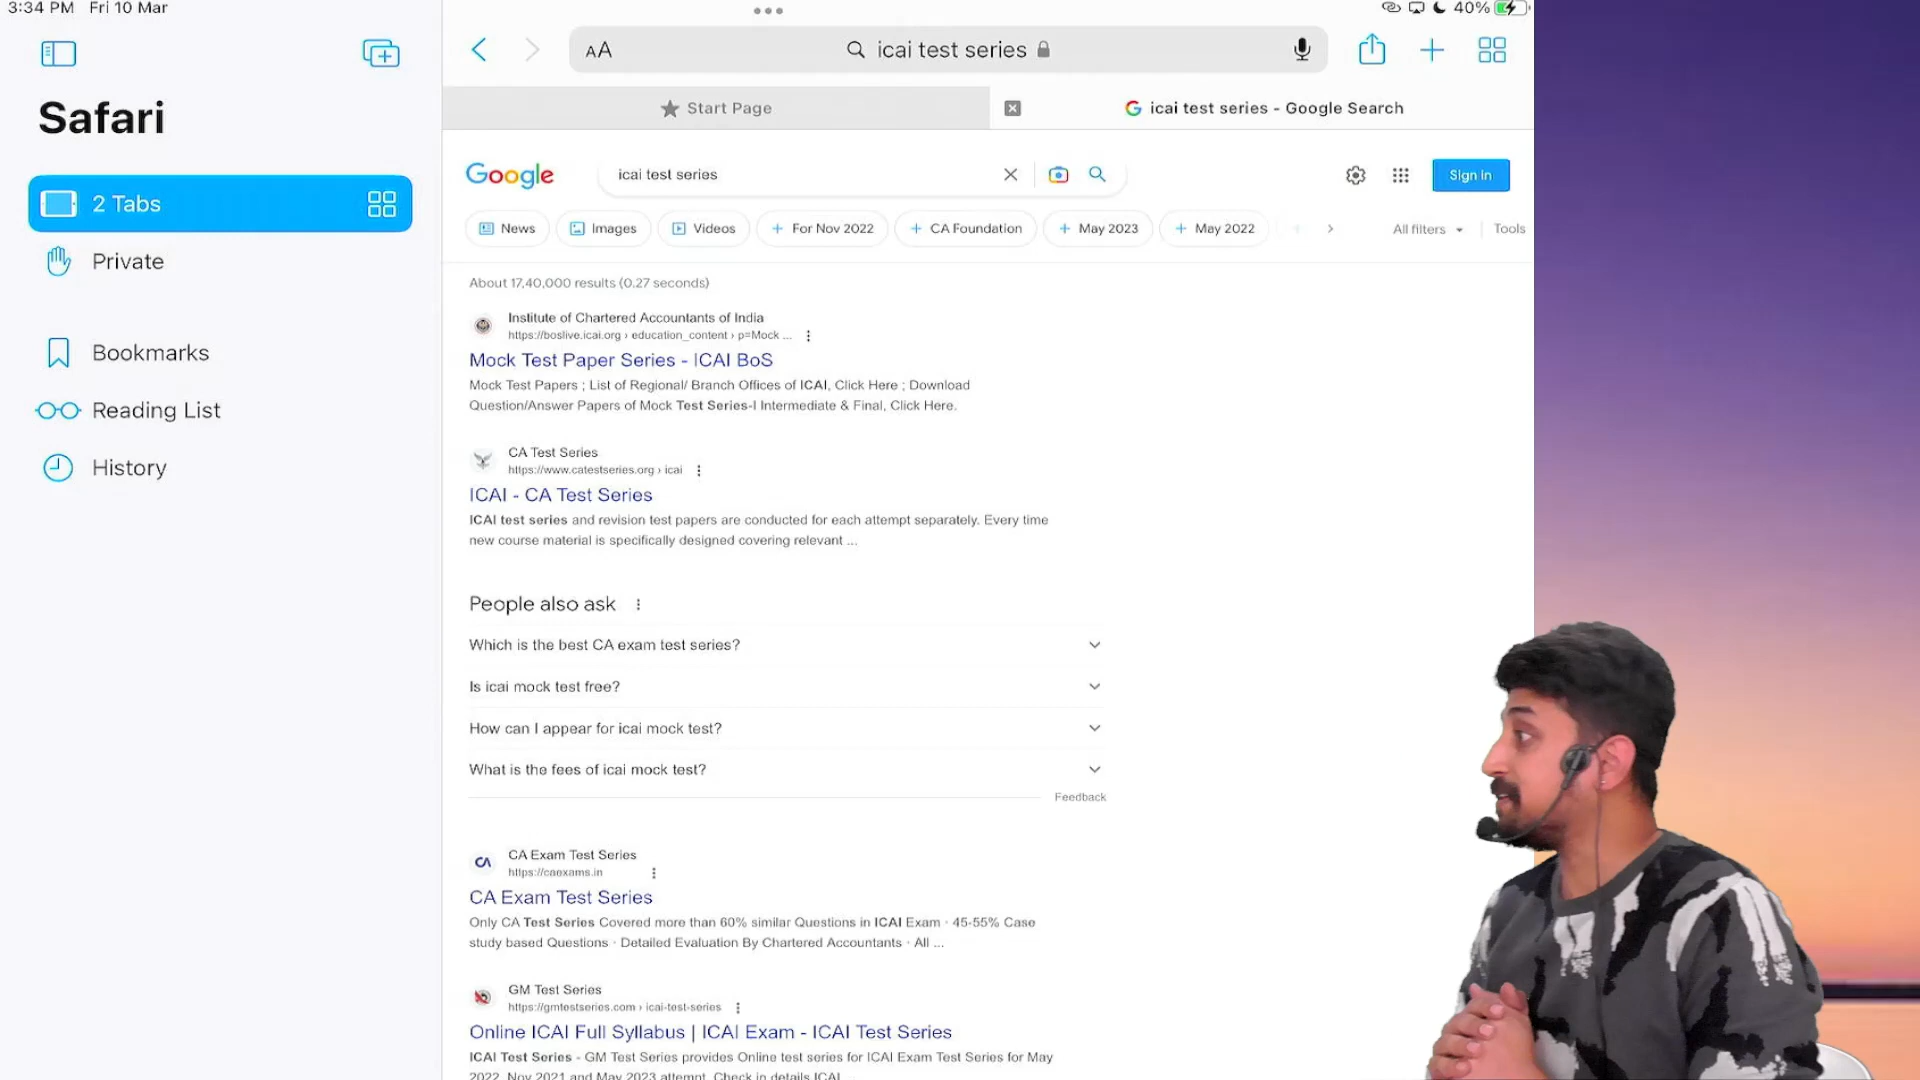 3:34 PM Fri 10 Mar
40%
Safari
2 Tabs
Private
Bookmarks
Reading List
History
AA
icai test series
Start Page
icai test series - Google Search
Google
icai test series
Sign in
News
Images
Videos
+ For Nov 2022
+ CA Foundation
+ May 2023
+ May 2022
All filters
Tools
About 17,40,000 results (0.27 seconds)
Institute of Chartered Accountants of India
https://boslive.icai.org › education_content › p=Mock ...
Mock Test Paper Series - ICAI BoS
Mock Test Papers ; List of Regional/ Branch Offices of ICAI, Click Here ; Download
Question/Answer Papers of Mock Test Series-I Intermediate & Final, Click Here.
CA Test Series
https://www.catestseries.org › icai
ICAI - CA Test Series
ICAI test series and revision test papers are conducted for each attempt separately. Every time
new course material is specifically designed covering relevant ...
People also ask
Which is the best CA exam test series?
Is icai mock test free?
How can I appear for icai mock test?
What is the fees of icai mock test?
Feedback
CA
CA Exam Test Series
https://caexams.in
CA Exam Test Series
Only CA Test Series Covered more than 60% similar Questions in ICAI Exam · 45-55% Case
study based Questions · Detailed Evaluation By Chartered Accountants · All ...
GM Test Series
https://gmtestseries.com › icai-test-series
Online ICAI Full Syllabus | ICAI Exam - ICAI Test Series
ICAI Test Series - GM Test Series provides Online test series for ICAI Exam Test Series for May
2022, Nov 2021 and May 2023 attempt. Check in details ICAI ...